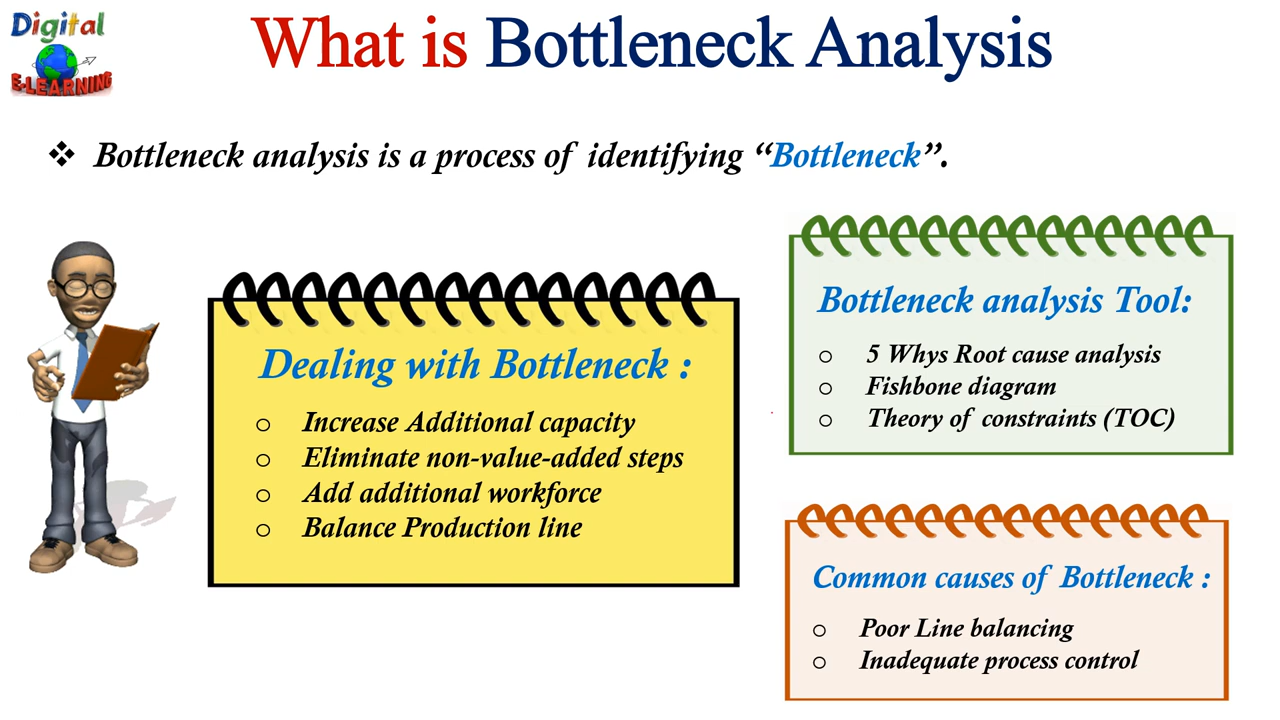 Digital
E-LEARNING
What is Bottleneck Analysis
❖ Bottleneck analysis is a process of identifying “Bottleneck”.
Dealing with Bottleneck :
o Increase Additional capacity
o Eliminate non-value-added steps
o Add additional workforce
o Balance Production line
Bottleneck analysis Tool:
o 5 Whys Root cause analysis
o Fishbone diagram
o Theory of constraints (TOC)
Common causes of Bottleneck :
o Poor Line balancing
o Inadequate process control